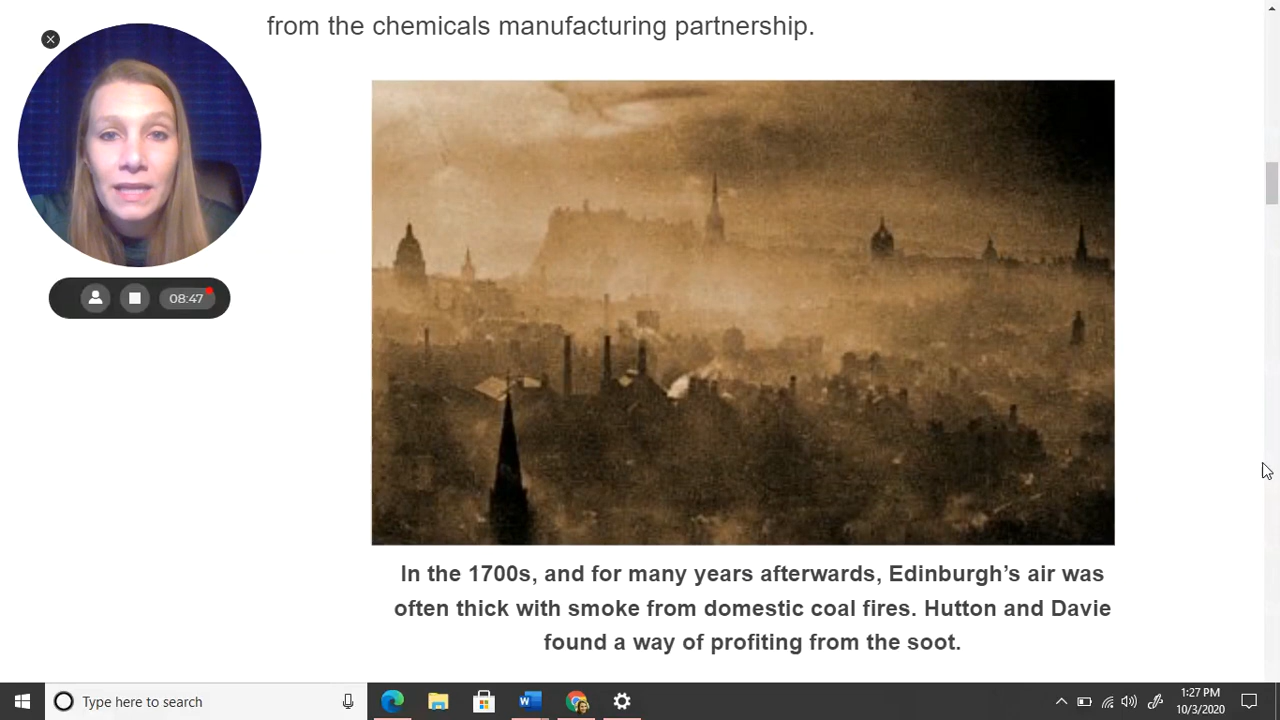 from the chemicals manufacturing partnership.
08:47
In the 1700s, and for many years afterwards, Edinburgh’s air was
often thick with smoke from domestic coal fires. Hutton and Davie
found a way of profiting from the soot.
Type here to search
1:27 PM
10/3/2020